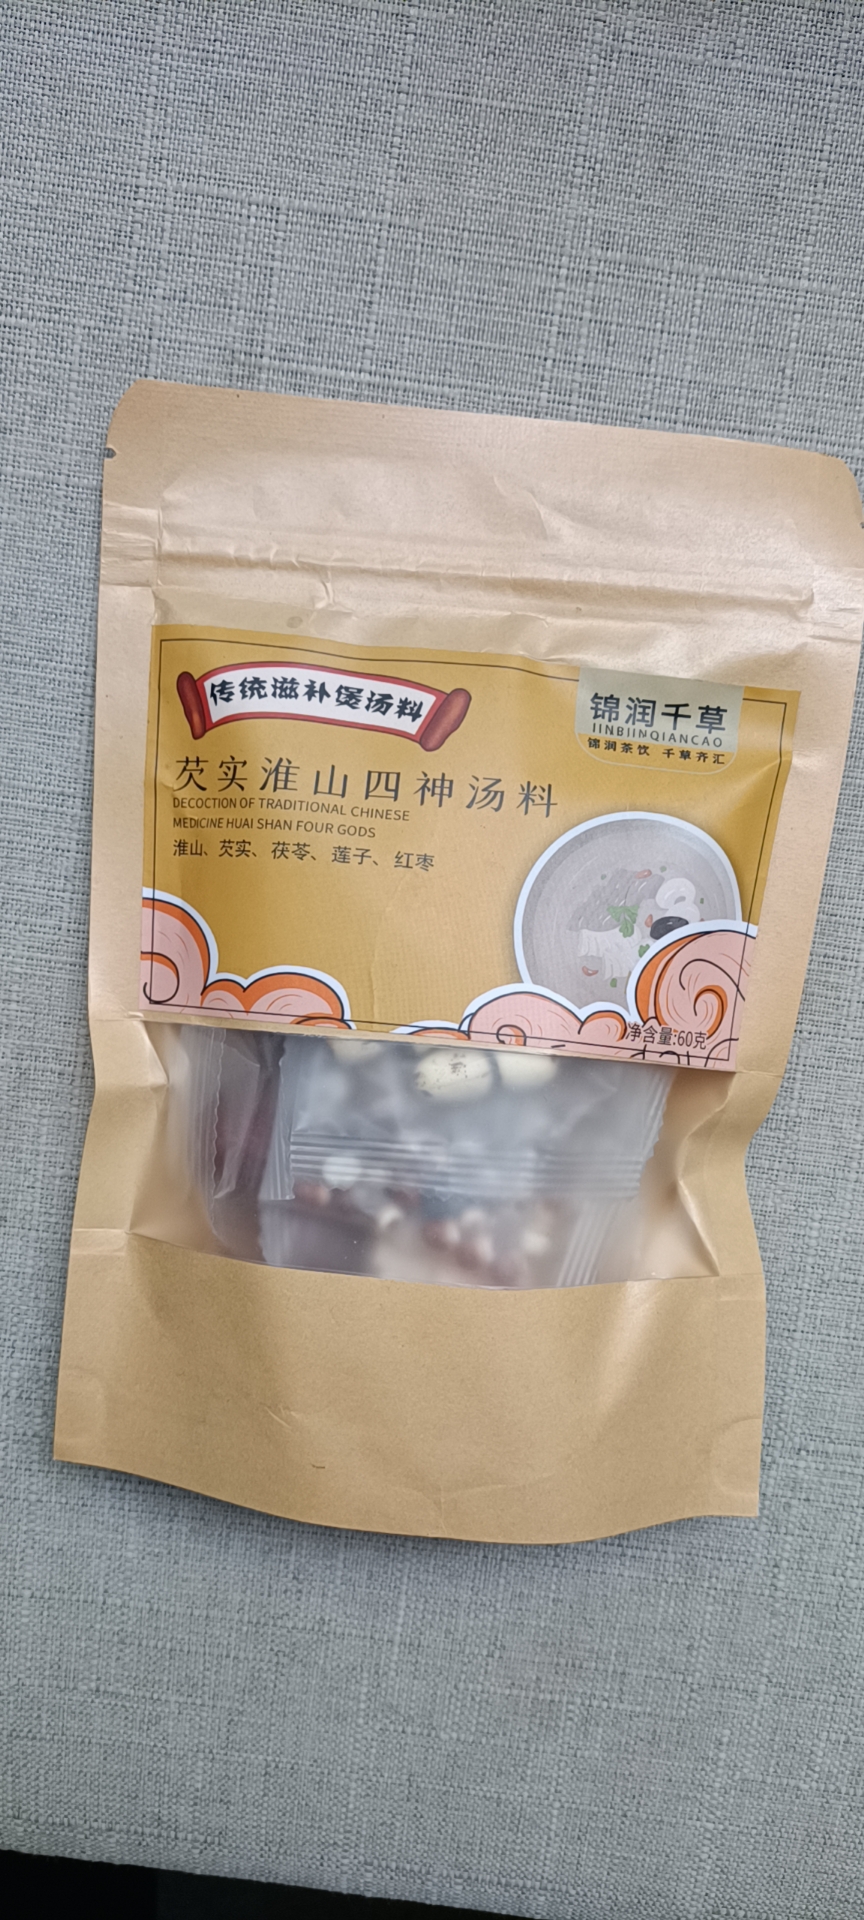 传统滋补煲汤料
锦润千草
JINBJINQIANCAO
锦润茶饮 千草齐汇
芡实淮山四神汤料
DECOCTION OF TRADITIONAL CHINESE
MEDICINE HUAI SHAN FOUR GODS
淮山、芡实、茯苓、莲子、红枣
净含量:60克